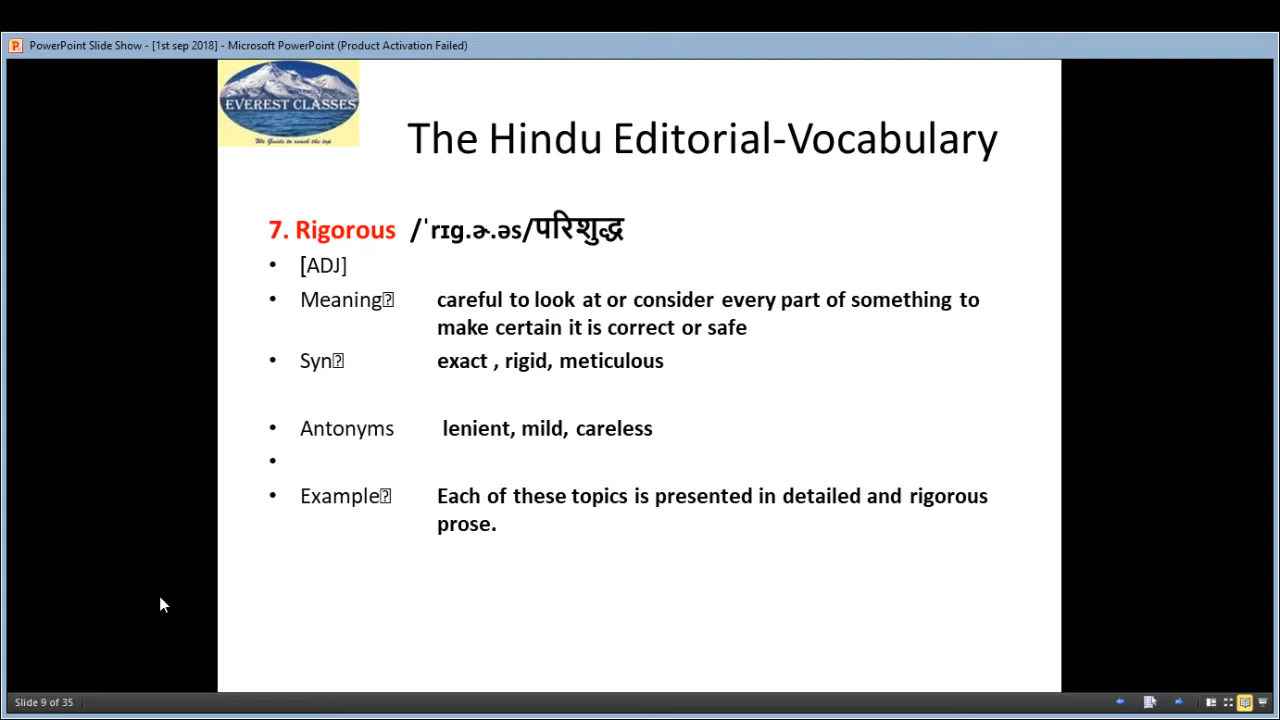 PowerPoint Slide Show - [1st sep 2018] - Microsoft PowerPoint (Product Activation Failed)
EVEREST CLASSES
We Guide to reach the top
The Hindu Editorial-Vocabulary
7. Rigorous /ˈrɪɡ.ɚ.əs/परिशुद्ध
• [ADJ]
• Meaning careful to look at or consider every part of something to
make certain it is correct or safe
• Syn exact , rigid, meticulous
• Antonyms lenient, mild, careless
•
• Example Each of these topics is presented in detailed and rigorous
prose.
Slide 9 of 35